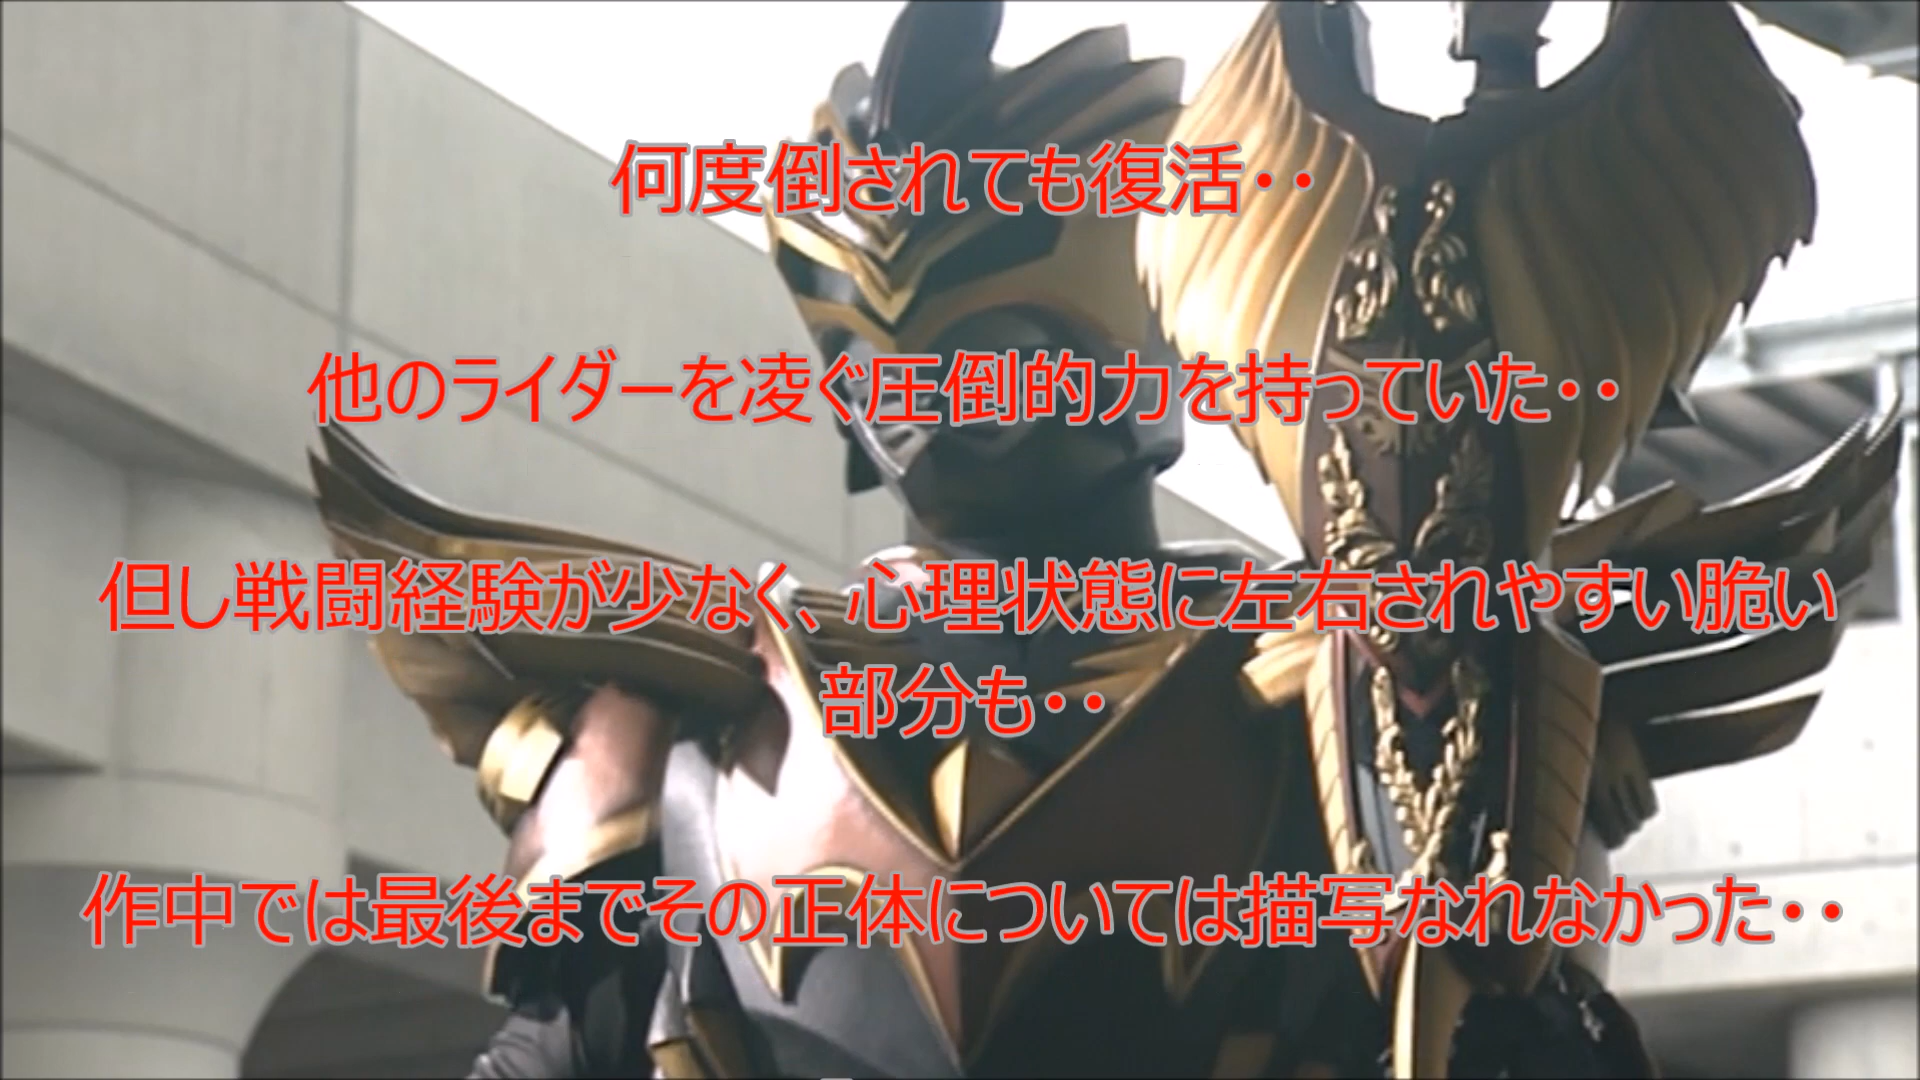 何度倒されても復活・・
他のライダーを凌ぐ圧倒的力を持っていた・・
但し戦闘経験が少なく、心理状態に左右されやすい脆い
部分も・・
作中では最後までその正体については描写なれなかった・・